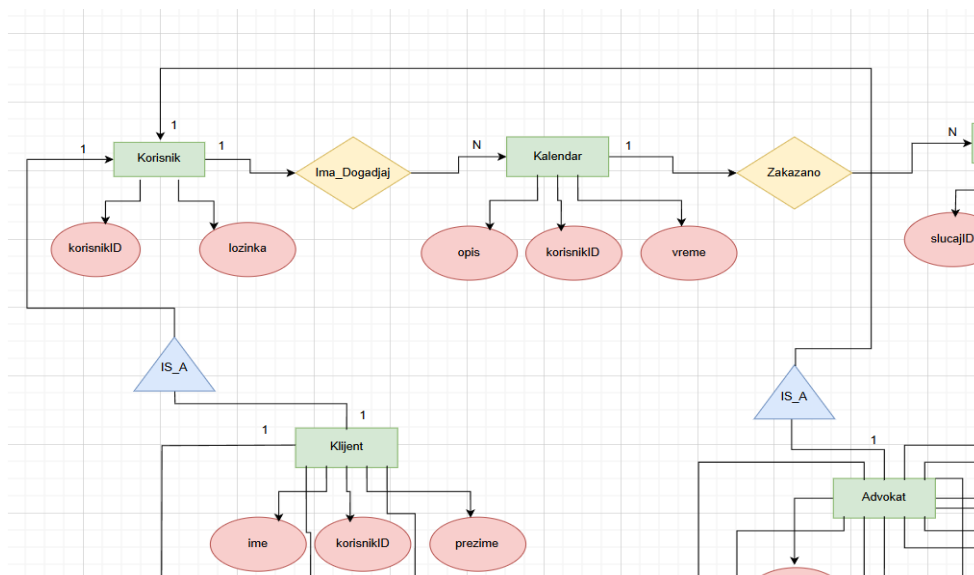 N
1
1
1
N
1
Korisnik
Ima_Dogadjaj
Kalendar
Zakazano
korisnikID
lozinka
opis
korisnikID
vreme
slucajID
IS_A
IS_A
1
1
1
Klijent
Advokat
ime
korisnikID
prezime